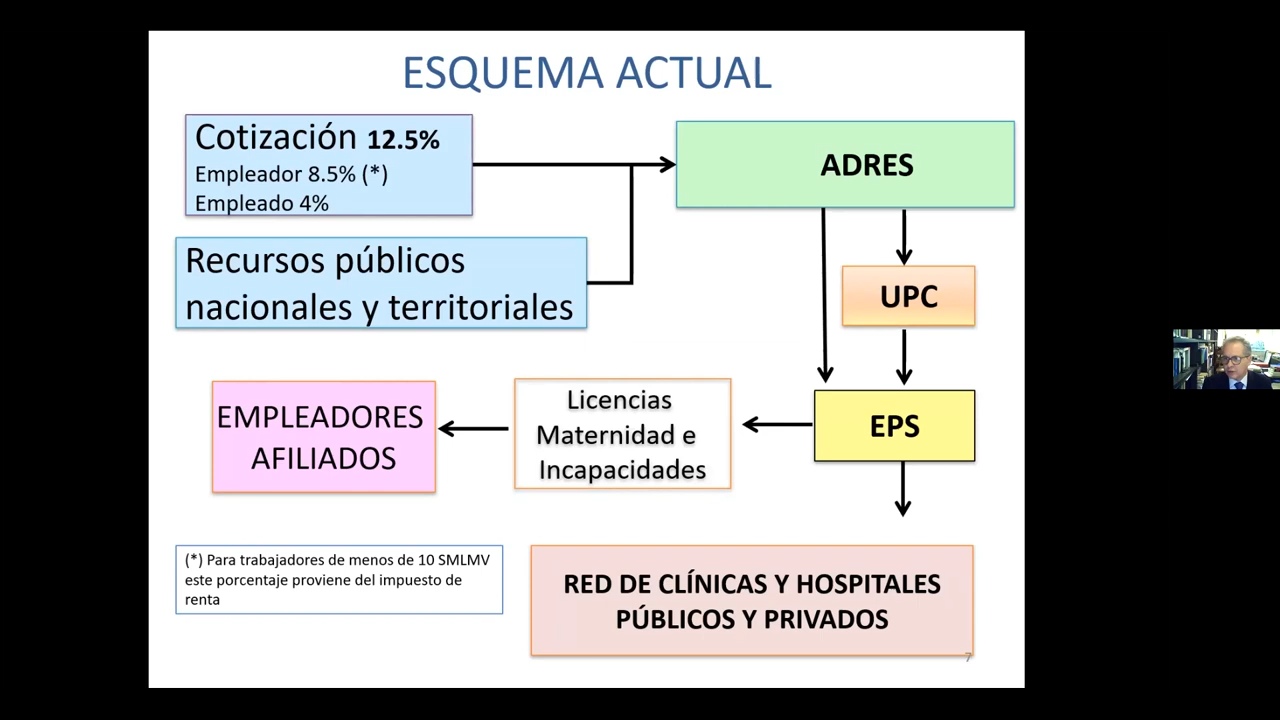 ESQUEMA ACTUAL
Cotización 12.5%
Empleador 8.5% (*)
Empleado 4%
ADRES
Recursos públicos
nacionales y territoriales
UPC
EMPLEADORES
AFILIADOS
Licencias
Maternidad e
Incapacidades
EPS
(*) Para trabajadores de menos de 10 SMLMV
este porcentaje proviene del impuesto de
renta
RED DE CLÍNICAS Y HOSPITALES
PÚBLICOS Y PRIVADOS
7